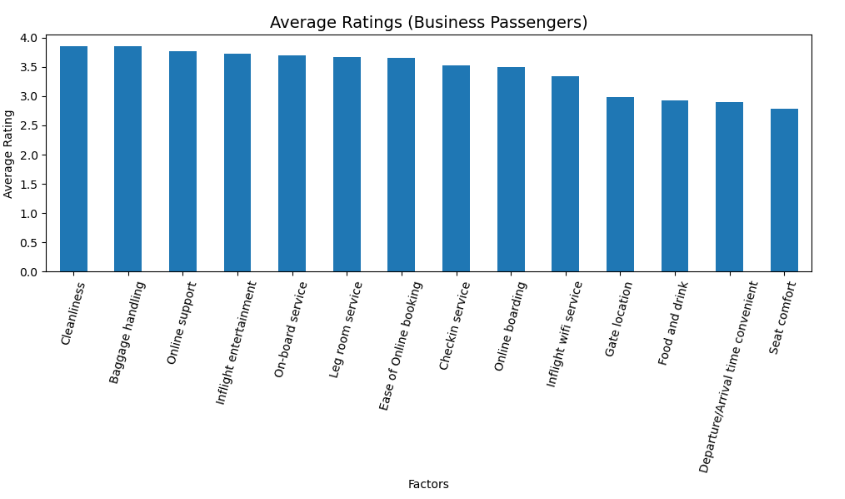 Average Ratings (Business Passengers)
4.0
3.5
3.0
2.5
2.0
1.5
1.0
0.5
0.0
Average Rating
Cleanliness
Baggage handling
Online support
Inflight entertainment
On-board service
Leg room service
Ease of Online booking
Checkin service
Online boarding
Inflight wifi service
Gate location
Food and drink
Departure/Arrival time convenient
Seat comfort
Factors